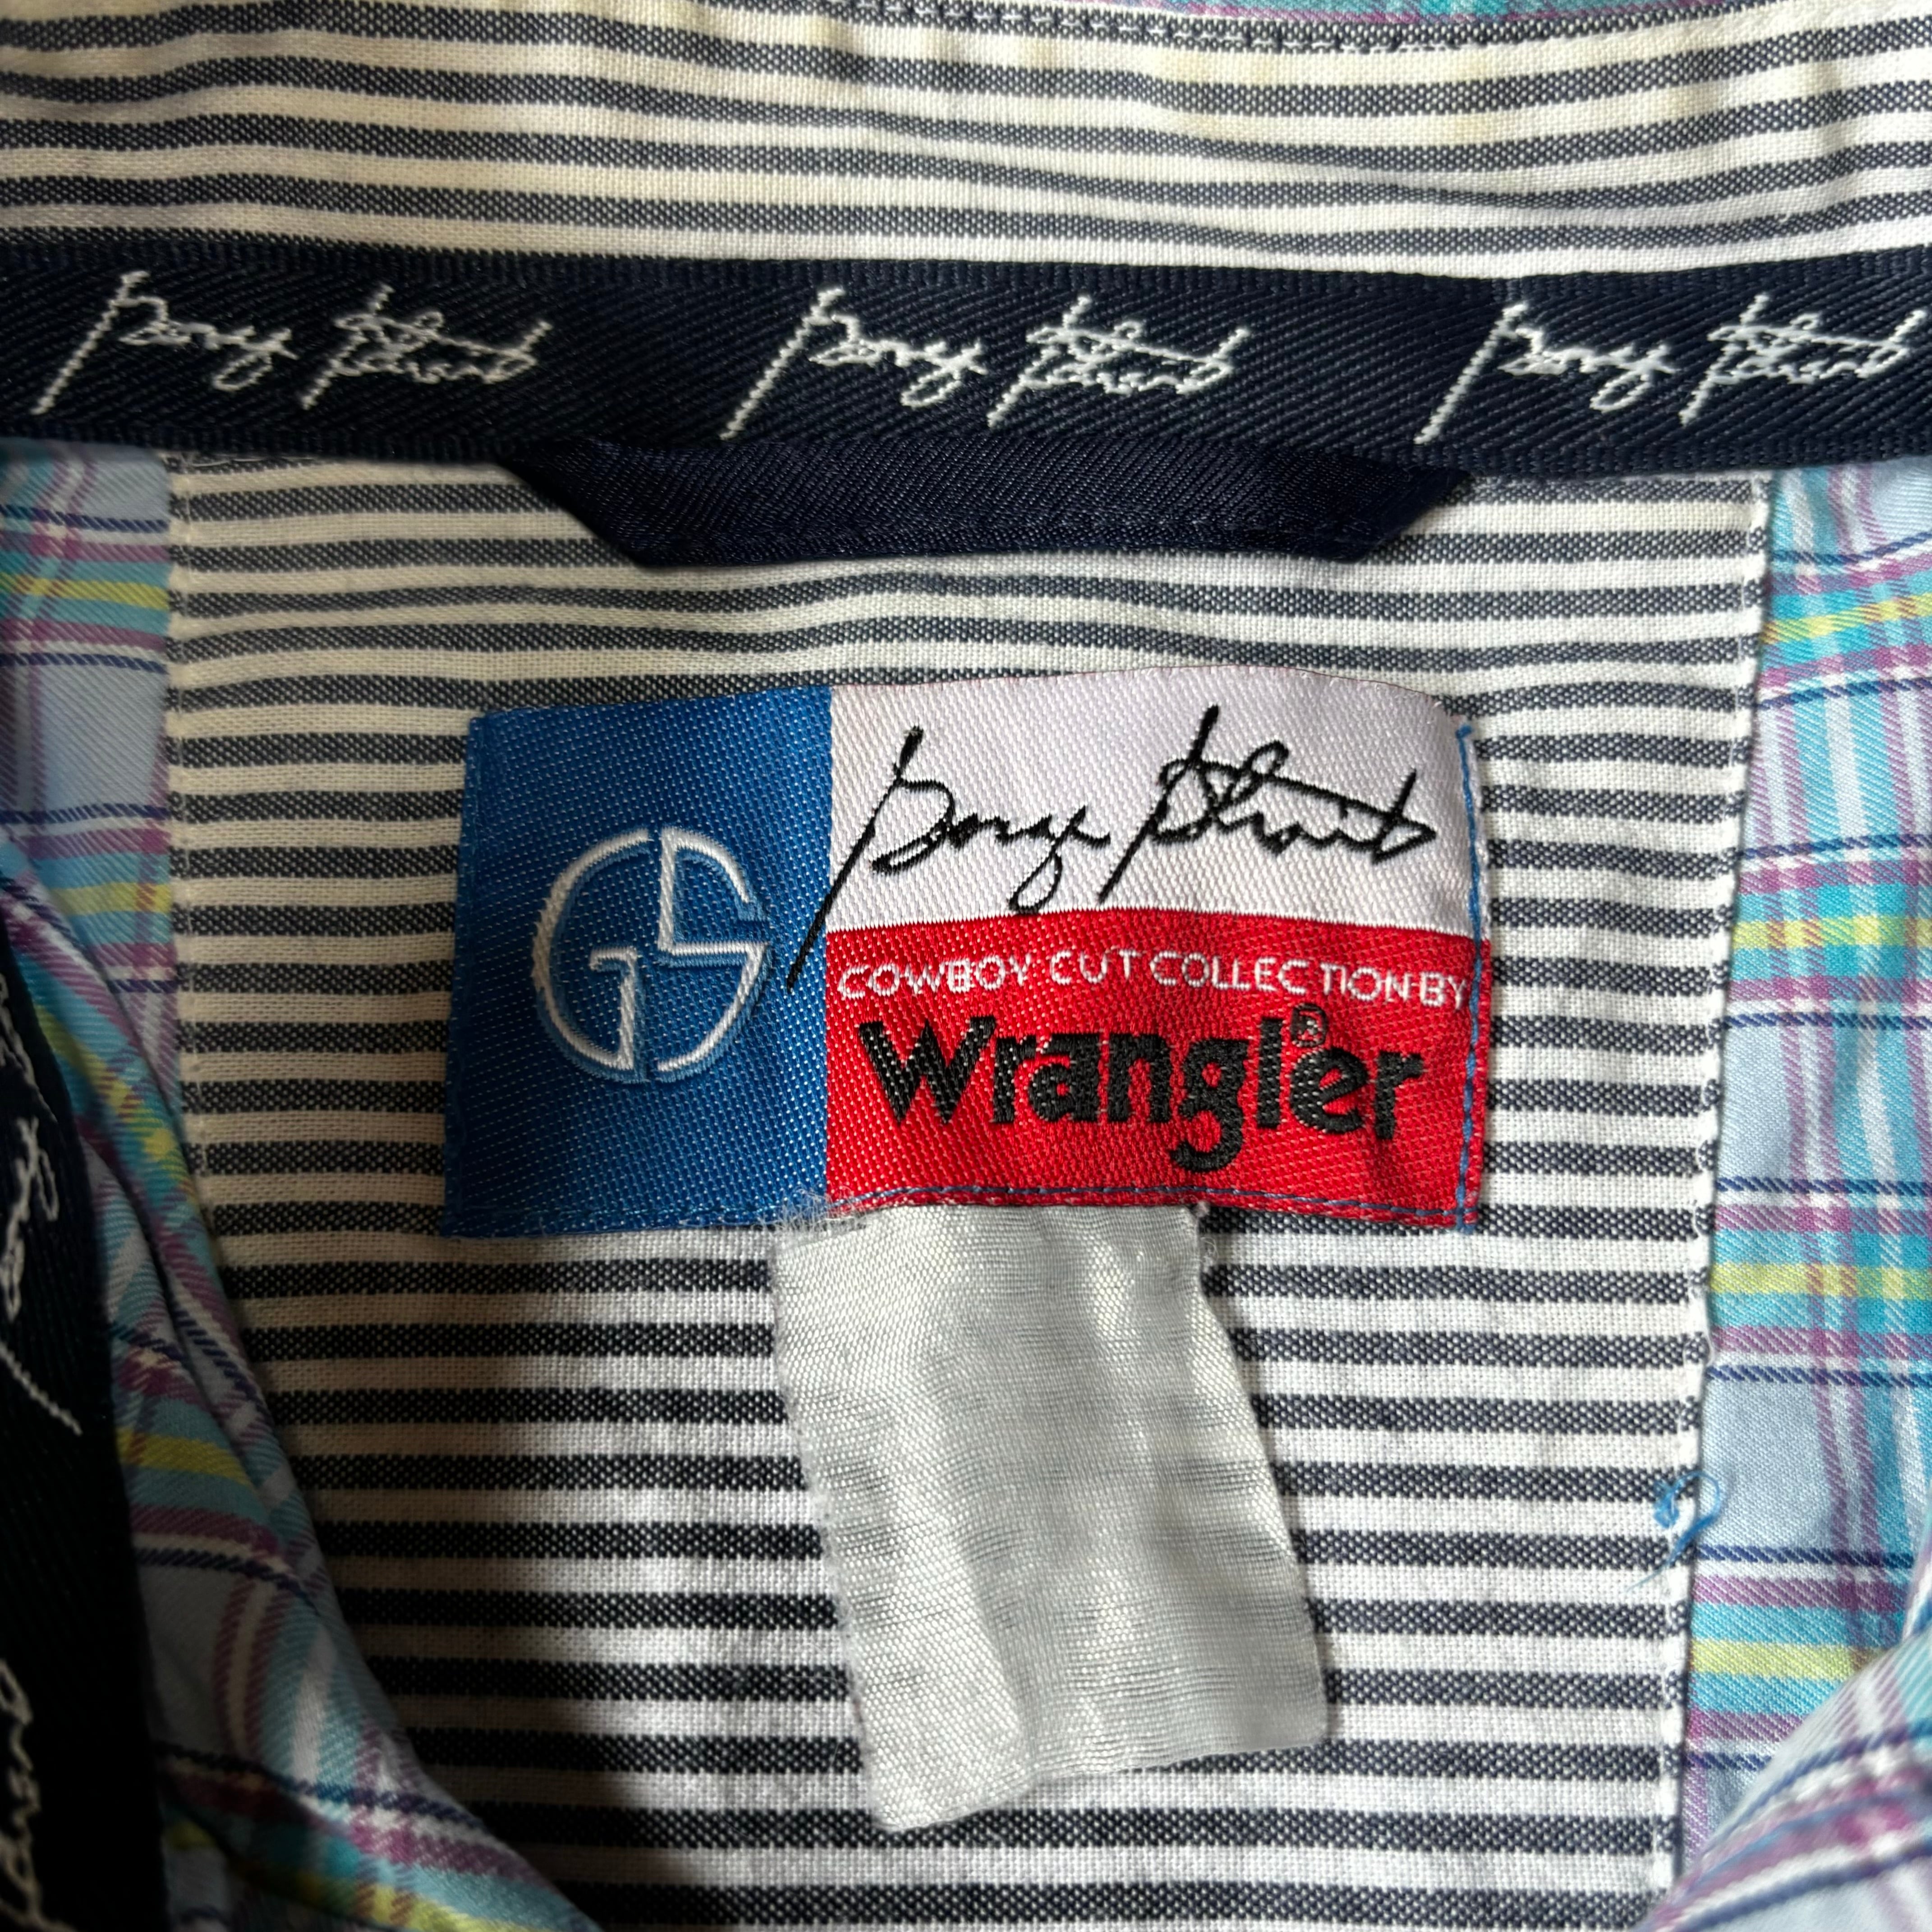 George Strait George Strait George Strait
GS
George Strait
COWBOY CUT COLLECTION BY
Wrangler®